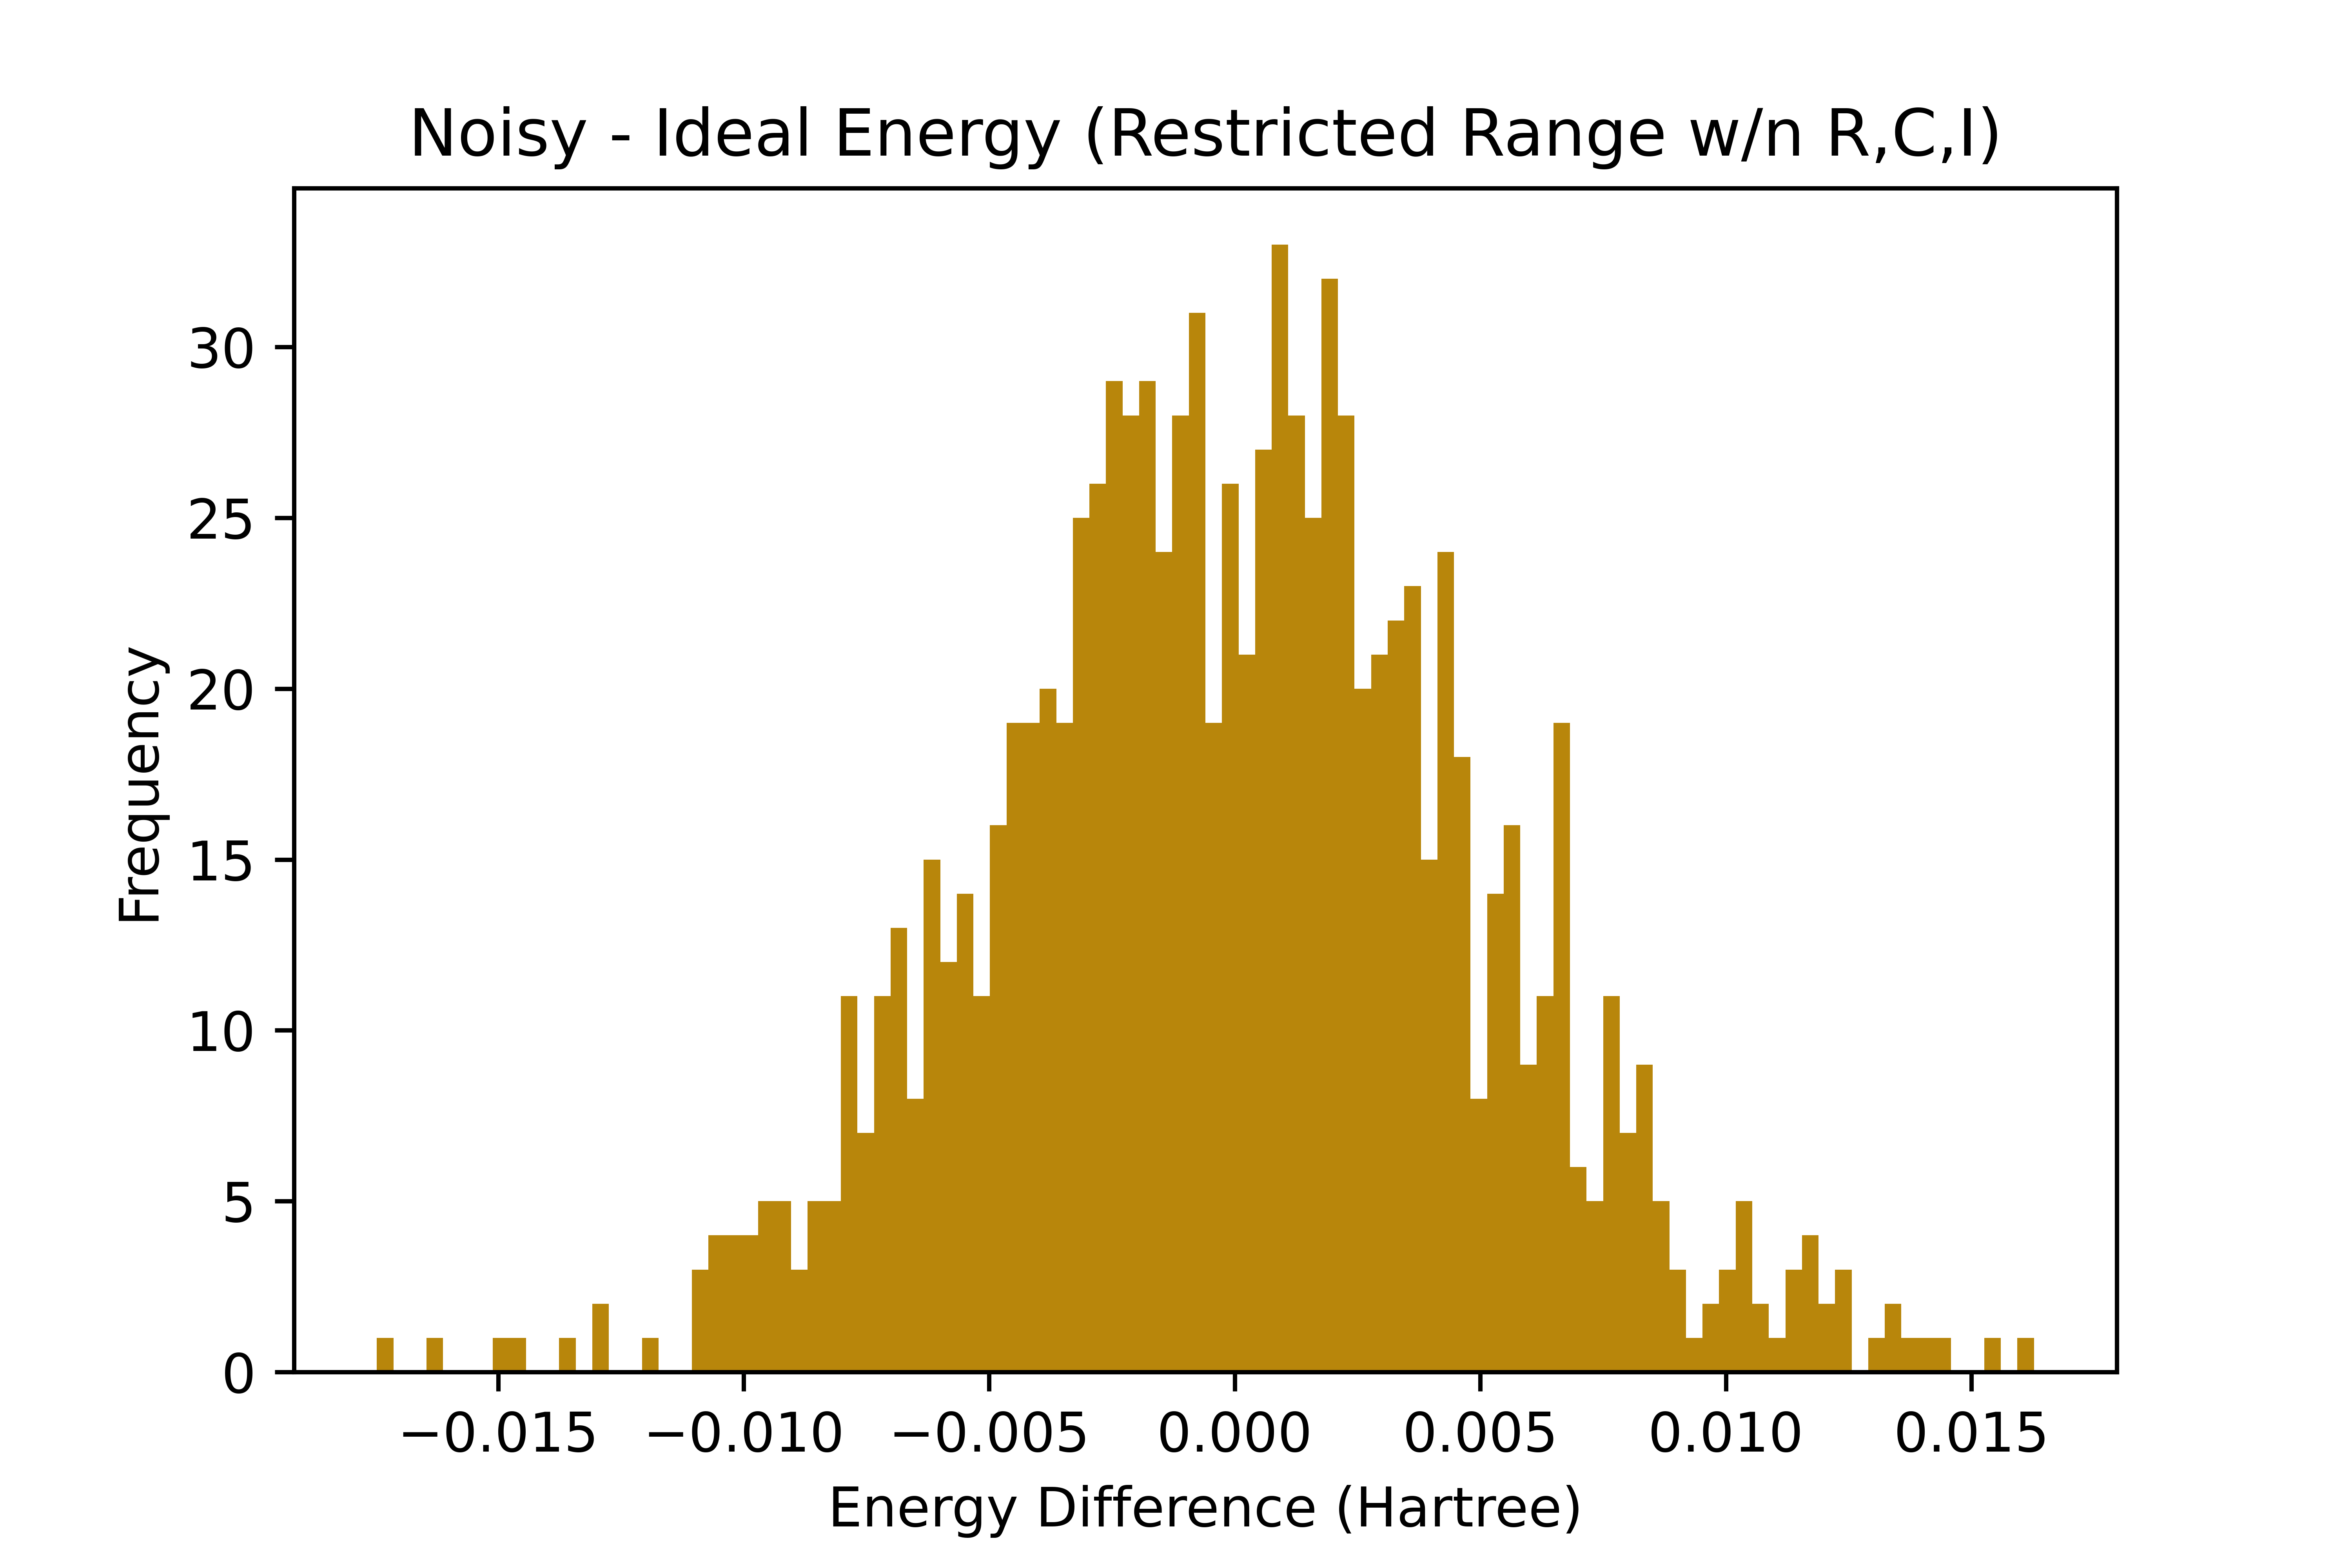 Noisy - Ideal Energy (Restricted Range w/n R,C,I)
Frequency
30
25
20
15
10
5
0
−0.015 −0.010 −0.005 0.000 0.005 0.010 0.015
Energy Difference (Hartree)